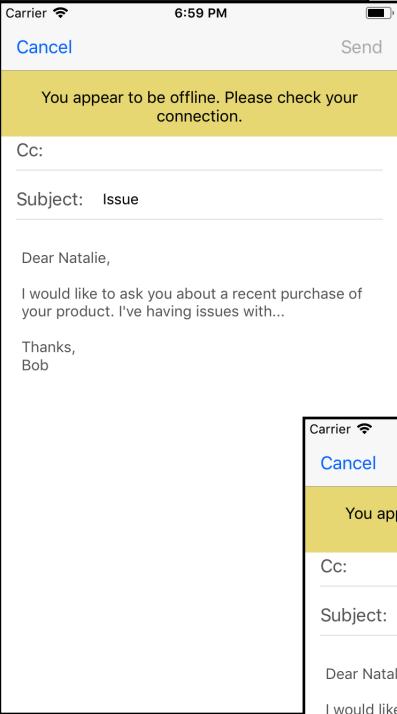 Carrier 6:59 PM
Cancel Send
You appear to be offline. Please check your
connection.
Cc:
Subject: Issue
Dear Natalie,
I would like to ask you about a recent purchase of
your product. I've having issues with...
Thanks,
Bob
Carrier
Cancel
You
Cc:
Subject:
Dear
I would like